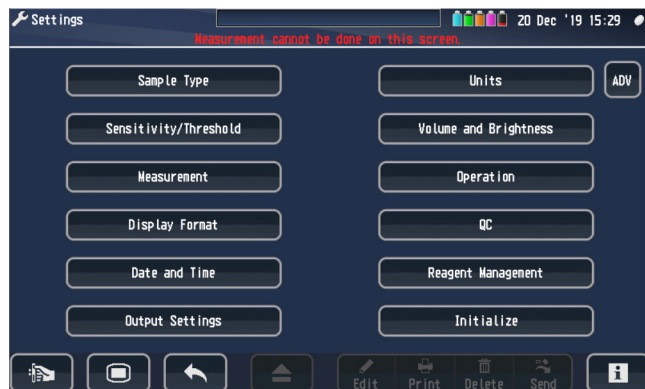 Settings
20 Dec '19 15:29
Measurement cannot be done on this screen.
Sample Type
Units
ADV
Sensitivity/Threshold
Volume and Brightness
Measurement
Operation
Display Format
QC
Date and Time
Reagent Management
Output Settings
Initialize
Edit
Print
Delete
Send
i